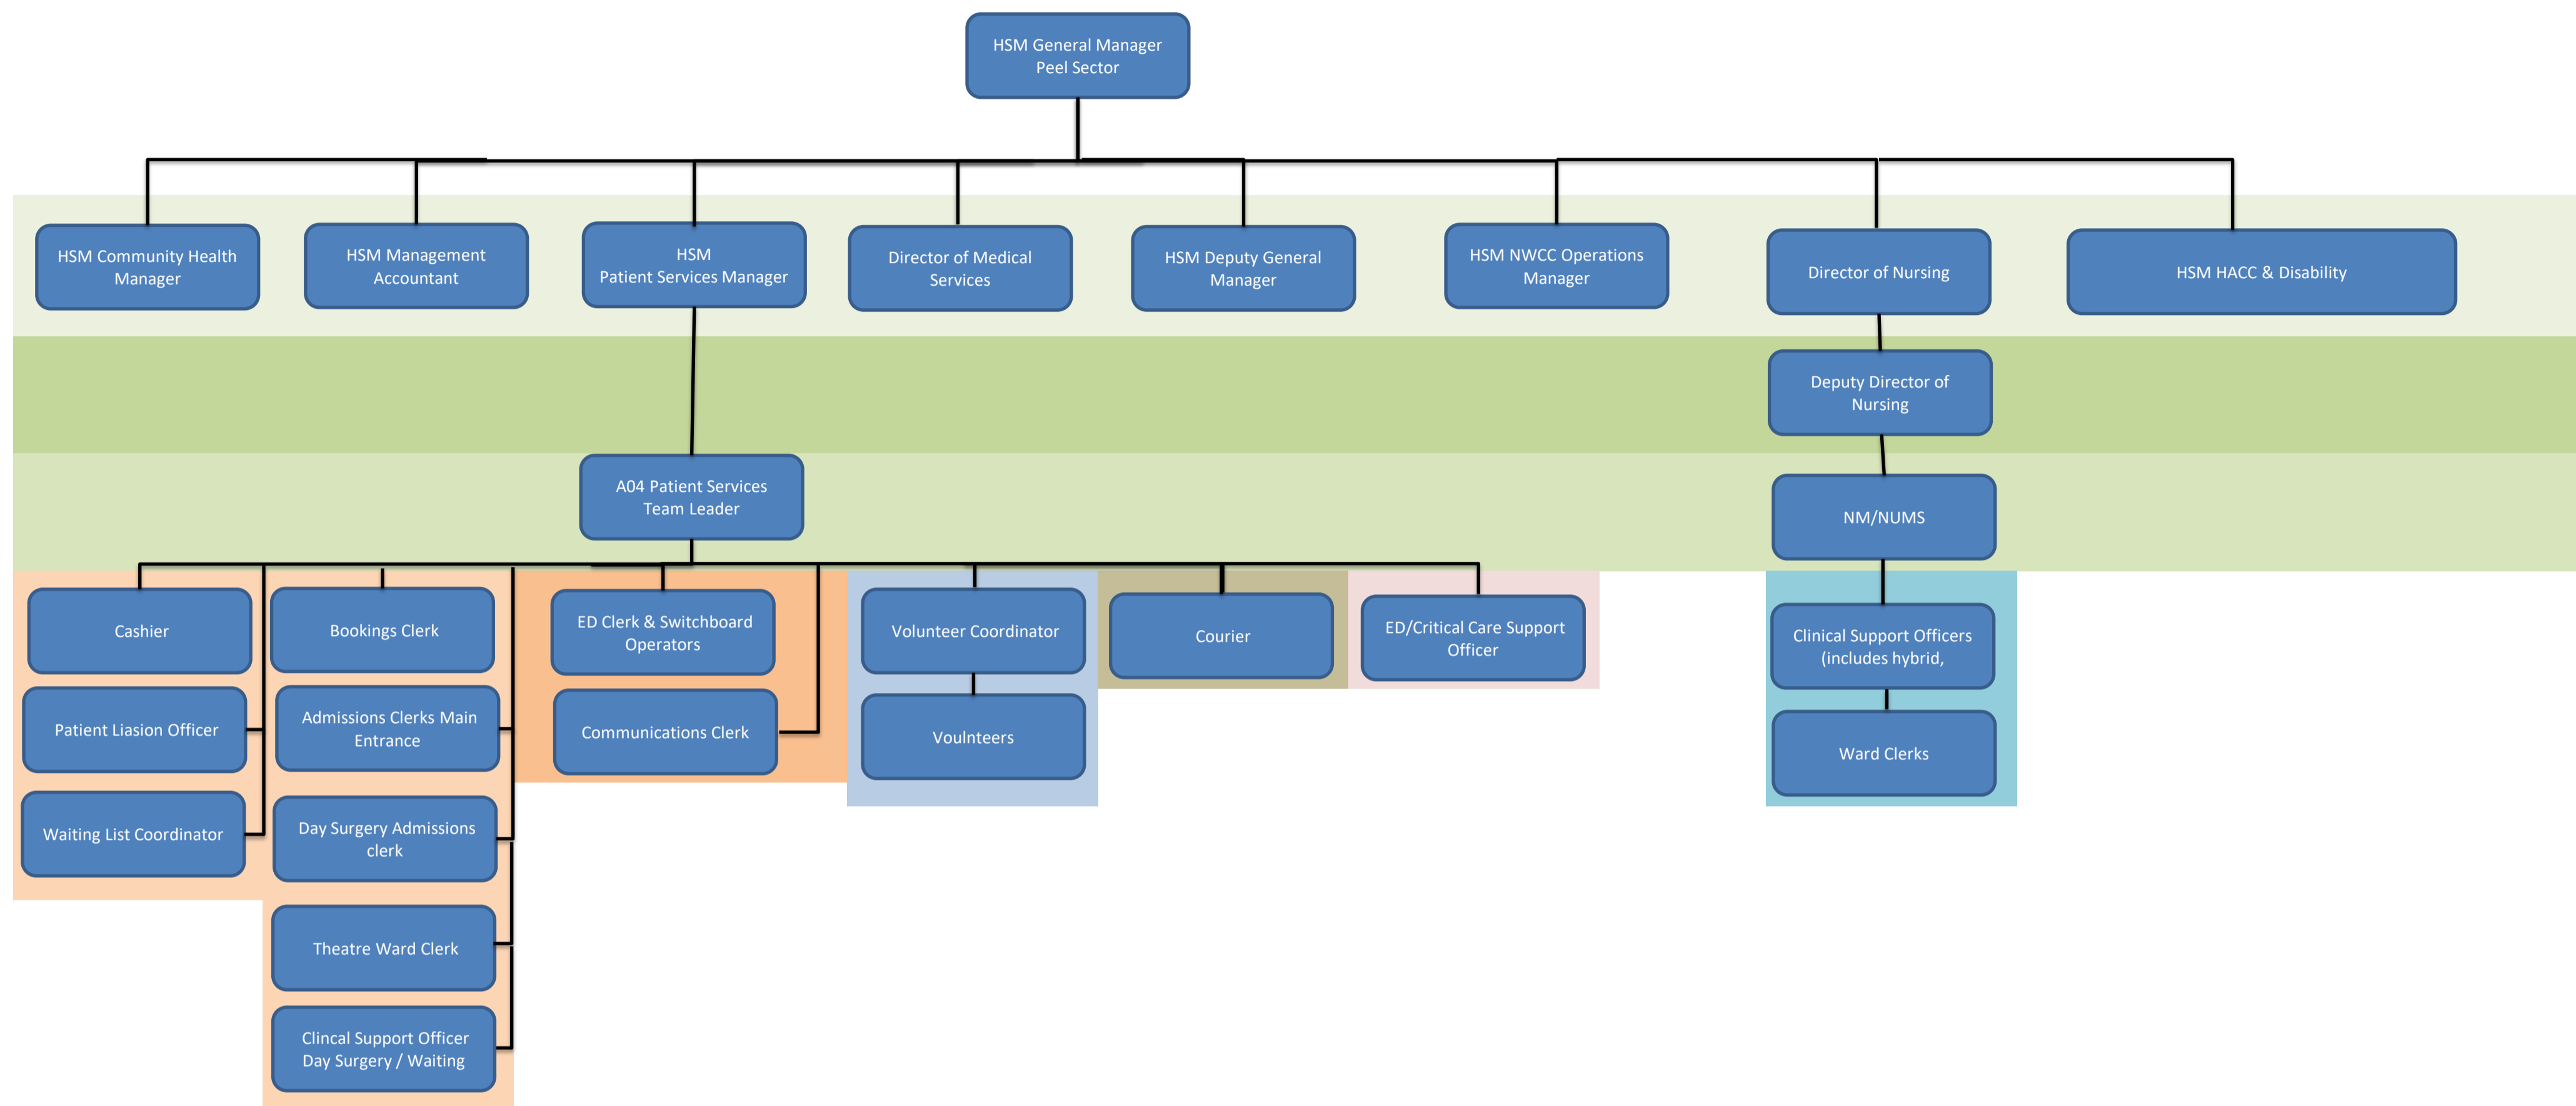 HSM General Manager
Peel Sector
HSM Community Health
Manager
HSM Management
Accountant
HSM
Patient Services Manager
Director of Medical
Services
HSM Deputy General
Manager
HSM NWCC Operations
Manager
Director of Nursing
HSM HACC & Disability
Deputy Director of
Nursing
A04 Patient Services
Team Leader
NM/NUMS
Cashier
Bookings Clerk
ED Clerk & Switchboard
Operators
Volunteer Coordinator
Courier
ED/Critical Care Support
Officer
Clinical Support Officers
(includes hybrid,
Patient Liasion Officer
Admissions Clerks Main
Entrance
Communications Clerk
Voulnteers
Ward Clerks
Waiting List Coordinator
Day Surgery Admissions
clerk
Theatre Ward Clerk
Clincal Support Officer
Day Surgery / Waiting